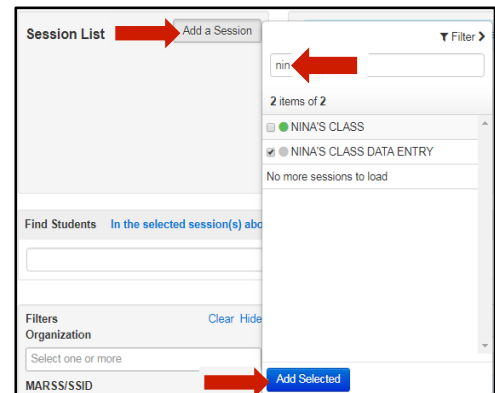 Session List
Add a Session
Filter
nin
2 items of 2
NINA'S CLASS
NINA'S CLASS DATA ENTRY
No more sessions to load
Find Students In the selected session(s) abo
Filters Clear Hide
Organization
Select one or more
MARSS/SSID
Add Selected